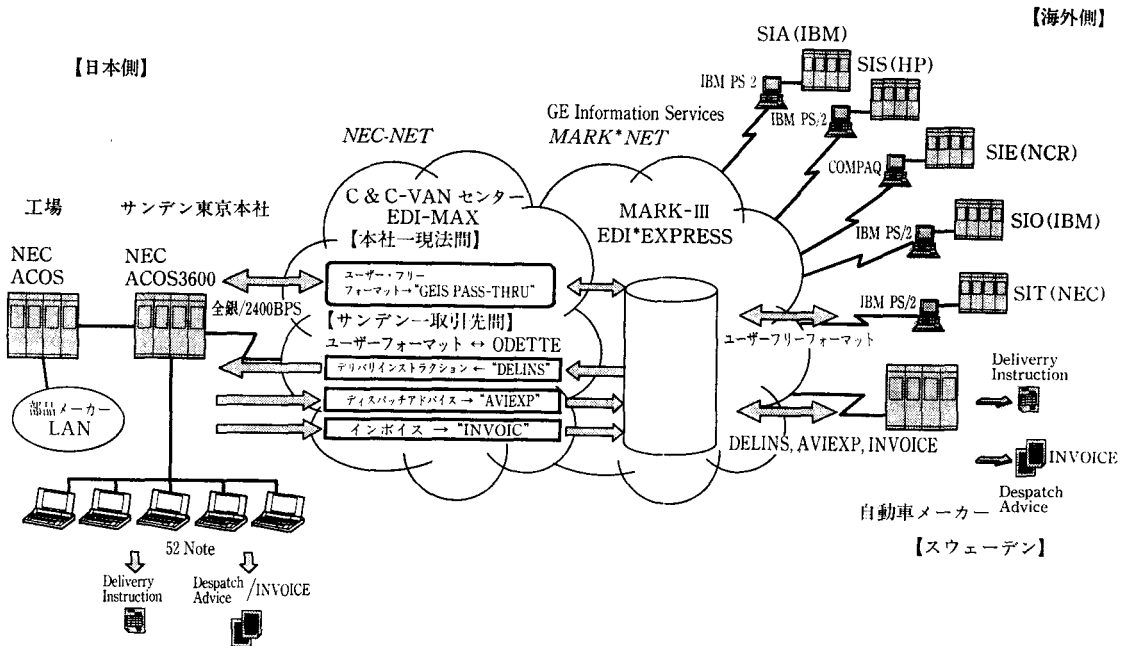 【海外側】
【日本側】
SIA(IBM)
SIS(HP)
IBM PS 2
GE Information Services
IBM PS/2
NEC-NET
MARK*NET
SIE(NCR)
COMPAQ
工場
サンデン東京本社
C & C-VAN センター
EDI-MAX
【本社ー現法間】
MARK-III
EDI*EXPRESS
SIO(IBM)
IBM PS/2
NEC
ACOS
NEC
ACOS3600
ユーザー・フリー
フォーマット→"GEIS PASS-THRU"
全銀/2400BPS
SIT(NEC)
IBM PS/2
【サンデンー取引先間】
ユーザーフォーマット ↔ ODETTE
ユーザーフリーフォーマット
デリバリインストラクション ← "DELINS"
ディスパッチアドバイス → "AVIEXP"
インボイス → "INVOIC"
部品メーカー
LAN
Deliverry
Instruction
DELINS, AVIEXP, INVOICE
INVOICE
Despatch
Advice
自動車メーカー
【スウェーデン】
52 Note
Deliverry
Instruction
Despatch
Advice
/INVOICE